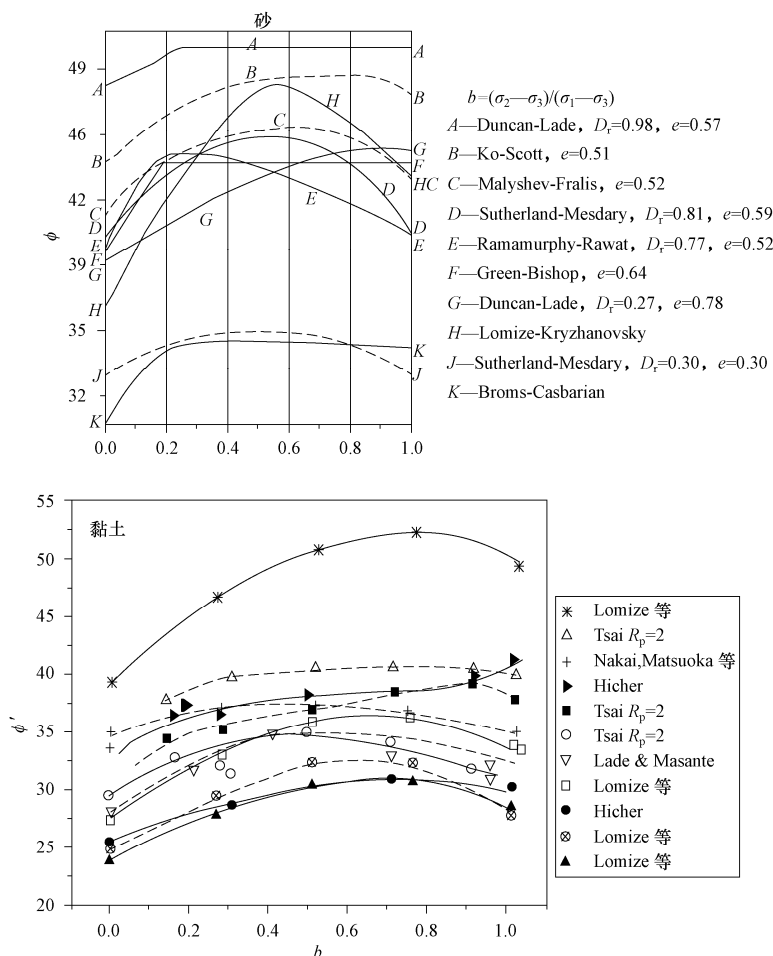 砂
A
A
A
B
B
B
H
C
G
F
HC
C
D
D
D
E
E
E
F
G
G
H
K
J
J
K
49
46
42
39
35
32
ϕ
0.0 0.2 0.4 0.6 0.8 1.0
b=(σ2—σ3)/(σ1—σ3)
A—Duncan-Lade，Dr=0.98，e=0.57
B—Ko-Scott，e=0.51
C—Malyshev-Fralis，e=0.52
D—Sutherland-Mesdary，Dr=0.81，e=0.59
E—Ramamurphy-Rawat，Dr=0.77，e=0.52
F—Green-Bishop，e=0.64
G—Duncan-Lade，Dr=0.27，e=0.78
H—Lomize-Kryzhanovsky
J—Sutherland-Mesdary，Dr=0.30，e=0.30
K—Broms-Casbarian
黏土
55
50
45
40
35
30
25
20
ϕ′
0.0 0.2 0.4 0.6 0.8 1.0
b
Lomize 等
Tsai Rp=2
Nakai,Matsuoka 等
Hicher
Tsai Rp=2
Tsai Rp=2
Lade & Masante
Lomize 等
Hicher
Lomize 等
Lomize 等